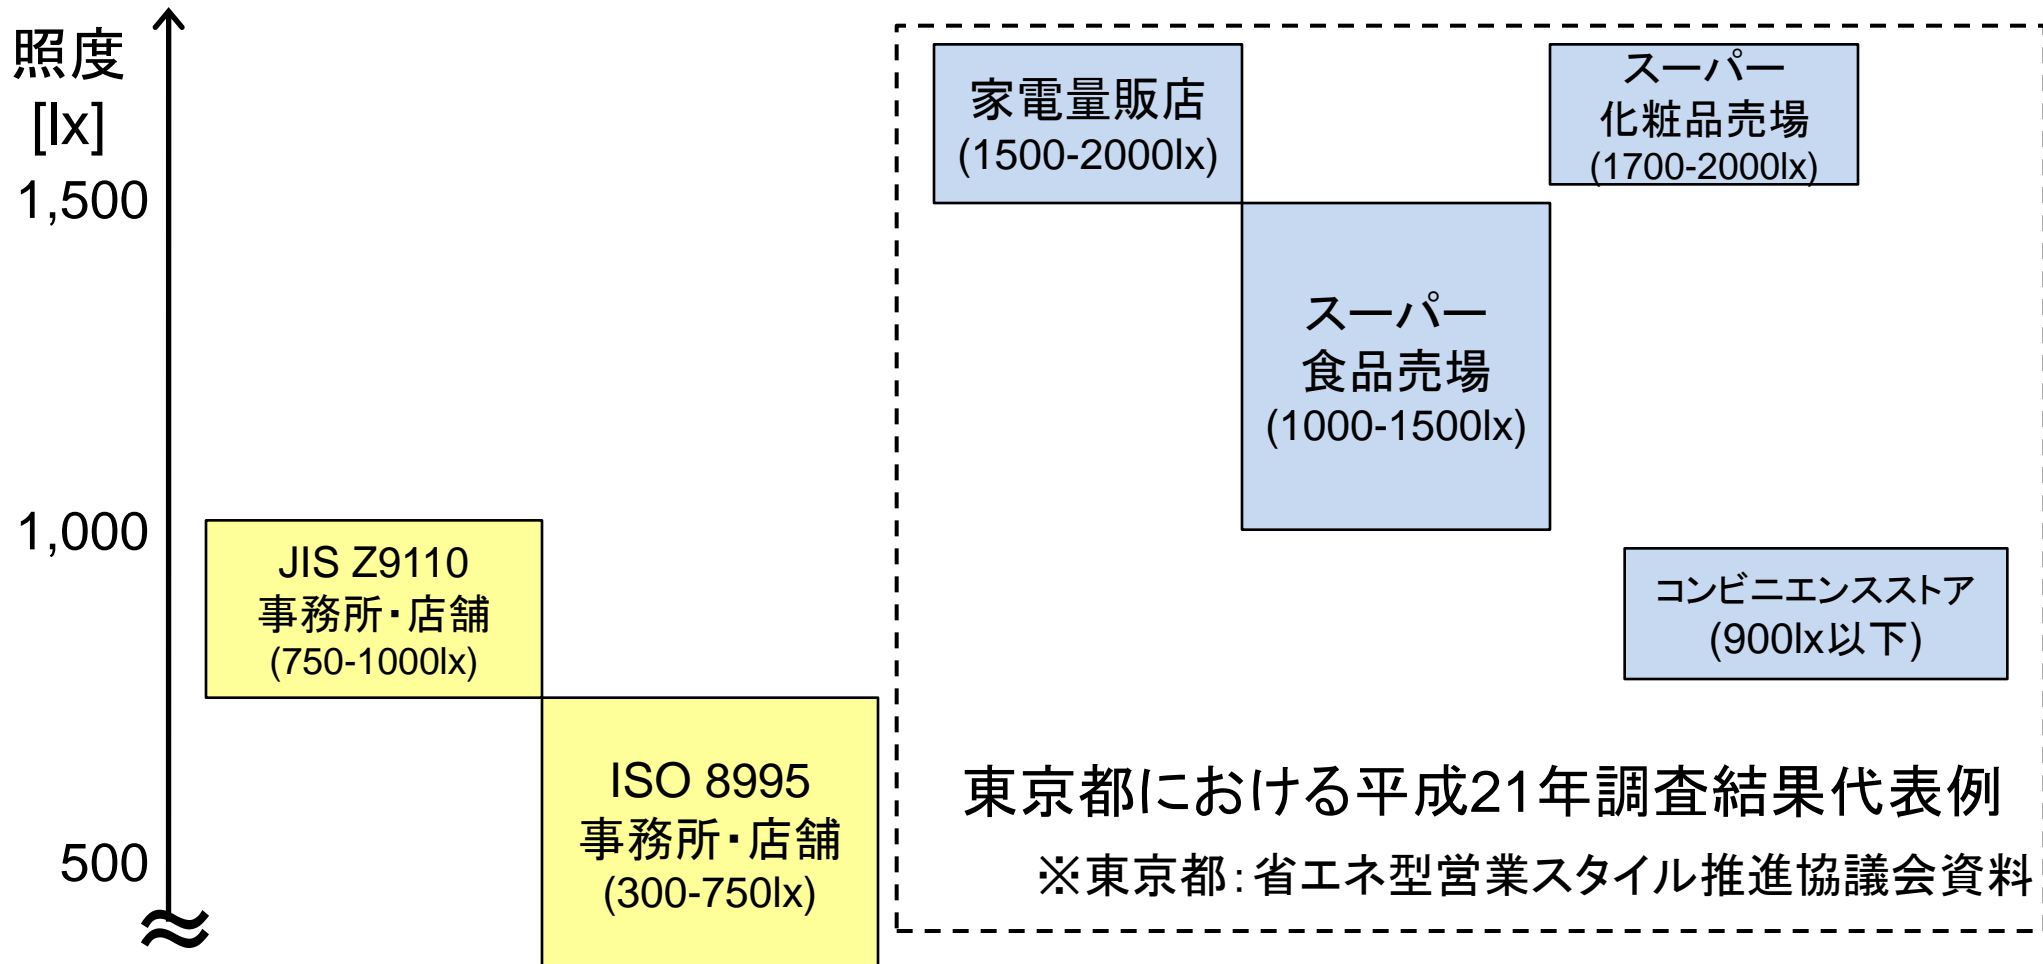 照度
[lx]
1,500
1,000
500
JIS Z9110
事務所・店舗
(750-1000lx)
ISO 8995
事務所・店舗
(300-750lx)
家電量販店
(1500-2000lx)
スーパー
食品売場
(1000-1500lx)
スーパー
化粧品売場
(1700-2000lx)
コンビニエンスストア
(900lx以下)
東京都における平成21年調査結果代表例
※東京都:省エネ型営業スタイル推進協議会資料